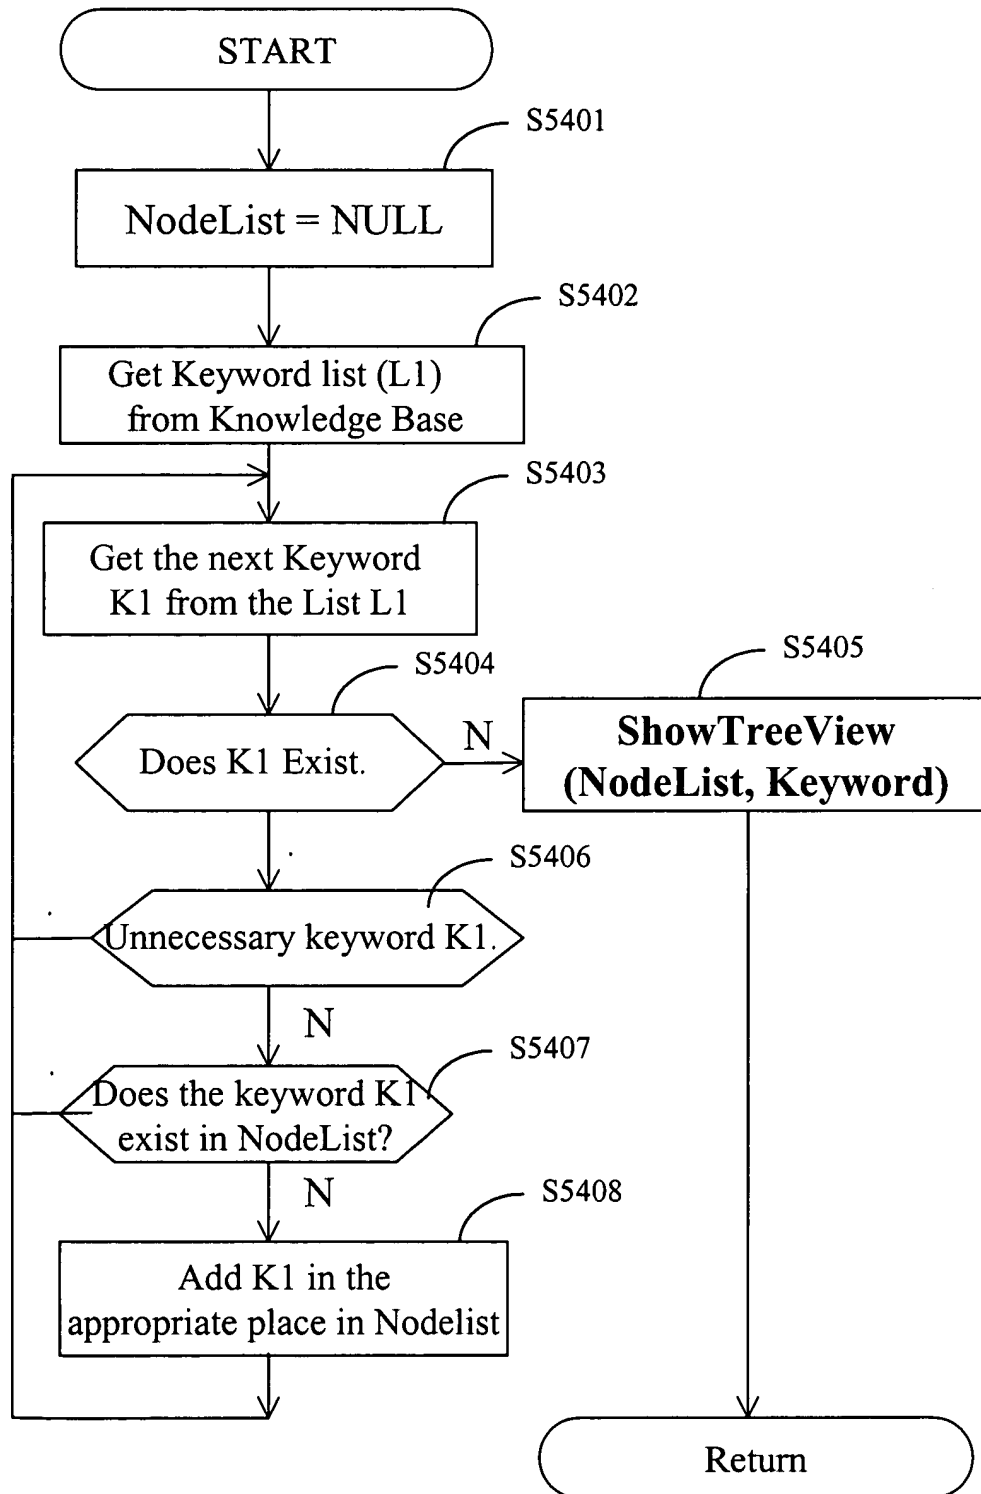 START
S5401
NodeList = NULL
S5402
Get Keyword list (L1)
from Knowledge Base
S5403
Get the next Keyword
K1 from the List L1
S5404
S5405
Does K1 Exist.
N
ShowTreeView
(NodeList, Keyword)
S5406
Unnecessary keyword K1.
N
S5407
Does the keyword K1
exist in NodeList?
N
S5408
Add K1 in the
appropriate place in Nodelist
Return